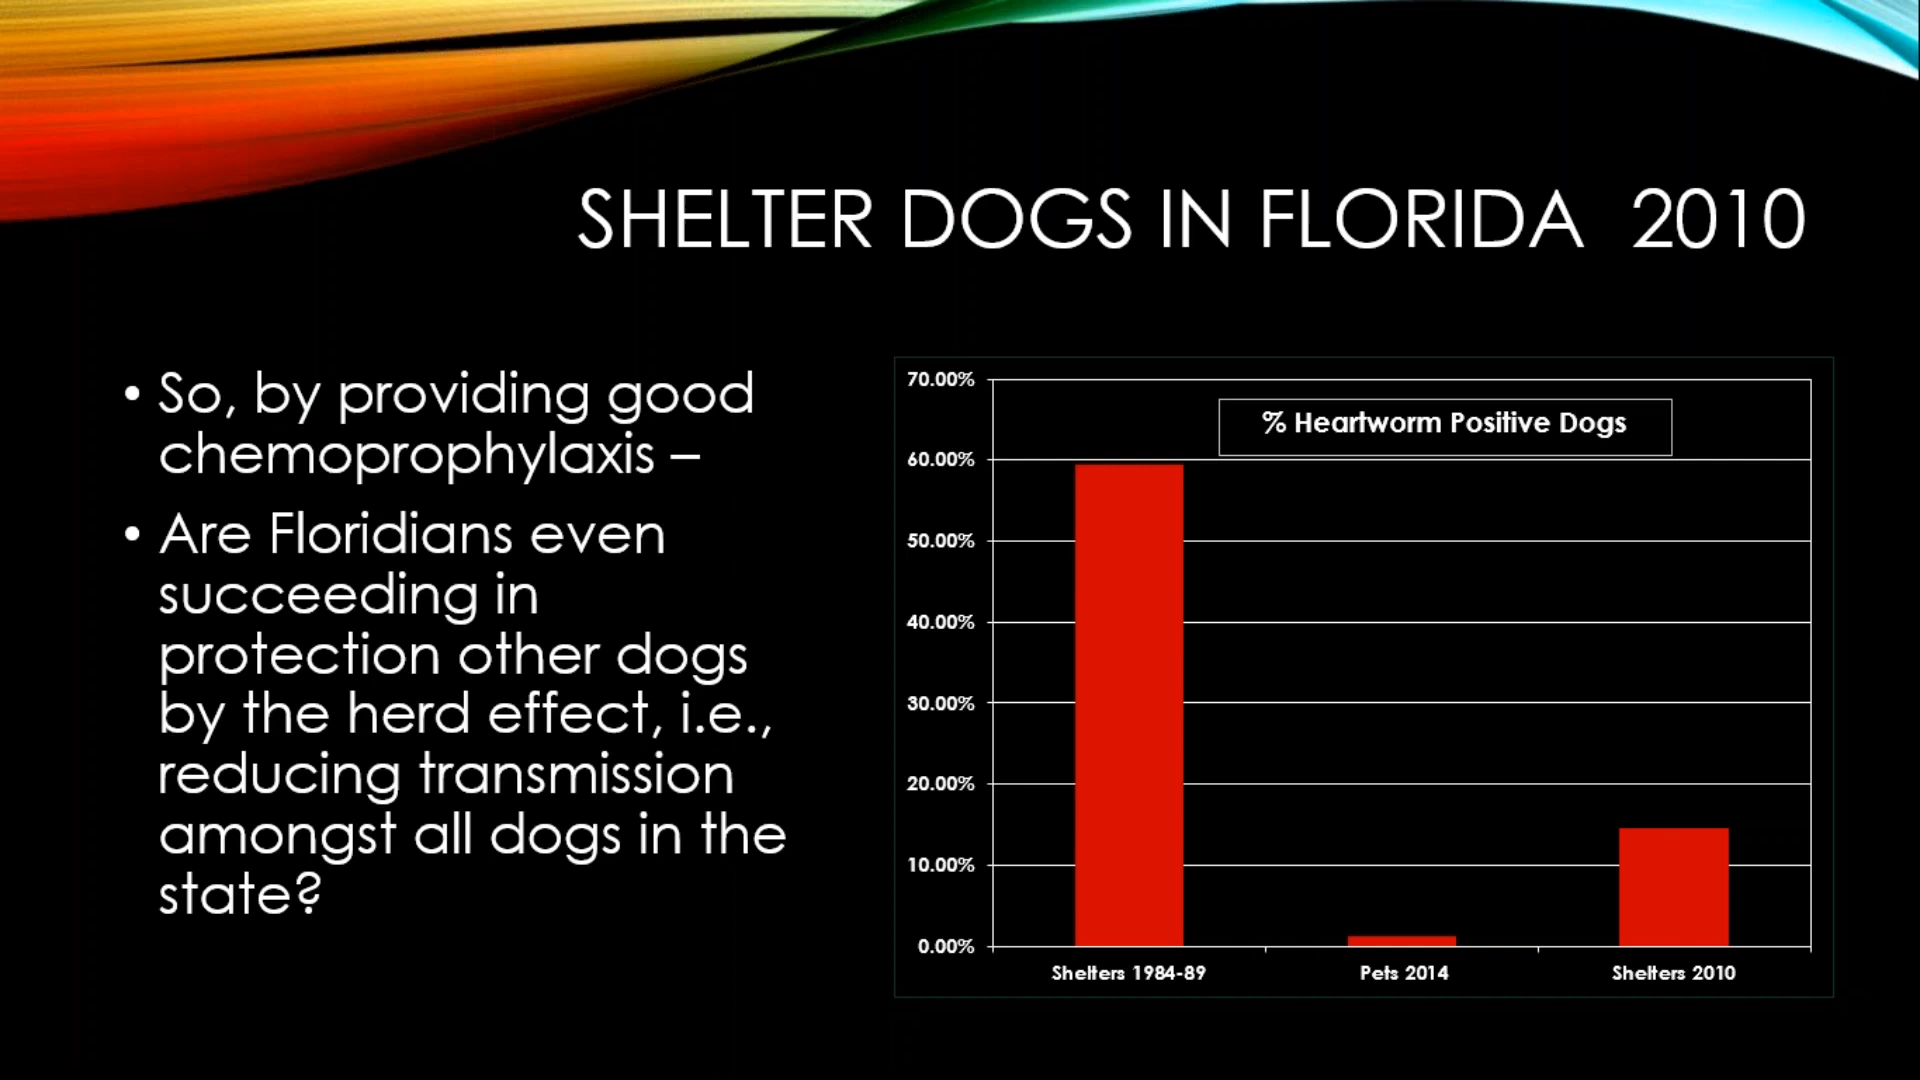 SHELTER DOGS IN FLORIDA 2010
• So, by providing good
chemoprophylaxis –
• Are Floridians even
succeeding in
protection other dogs
by the herd effect, i.e.,
reducing transmission
amongst all dogs in the
state?
% Heartworm Positive Dogs
70.00%
60.00%
50.00%
40.00%
30.00%
20.00%
10.00%
0.00%
Shelters 1984-89
Pets 2014
Shelters 2010